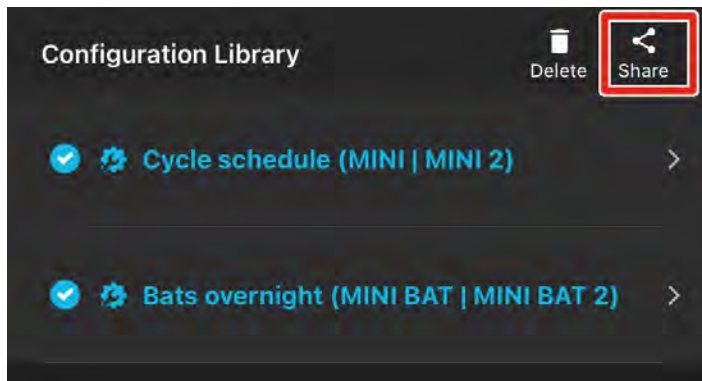 Configuration Library
Delete
Share
Cycle schedule (MINI | MINI 2)
Bats overnight (MINI BAT | MINI BAT 2)